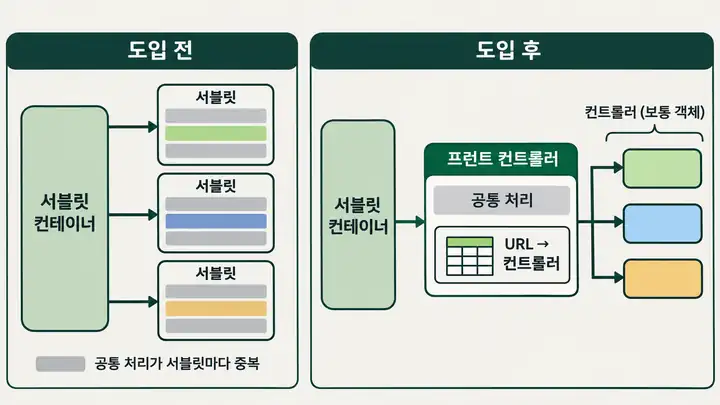 도입 전
서블릿
컨테이너
서블릿
서블릿
서블릿
공통 처리가 서블릿마다 중복
도입 후
서블릿
컨테이너
프런트 컨트롤러
공통 처리
URL →
컨트롤러
컨트롤러 (보통 객체)